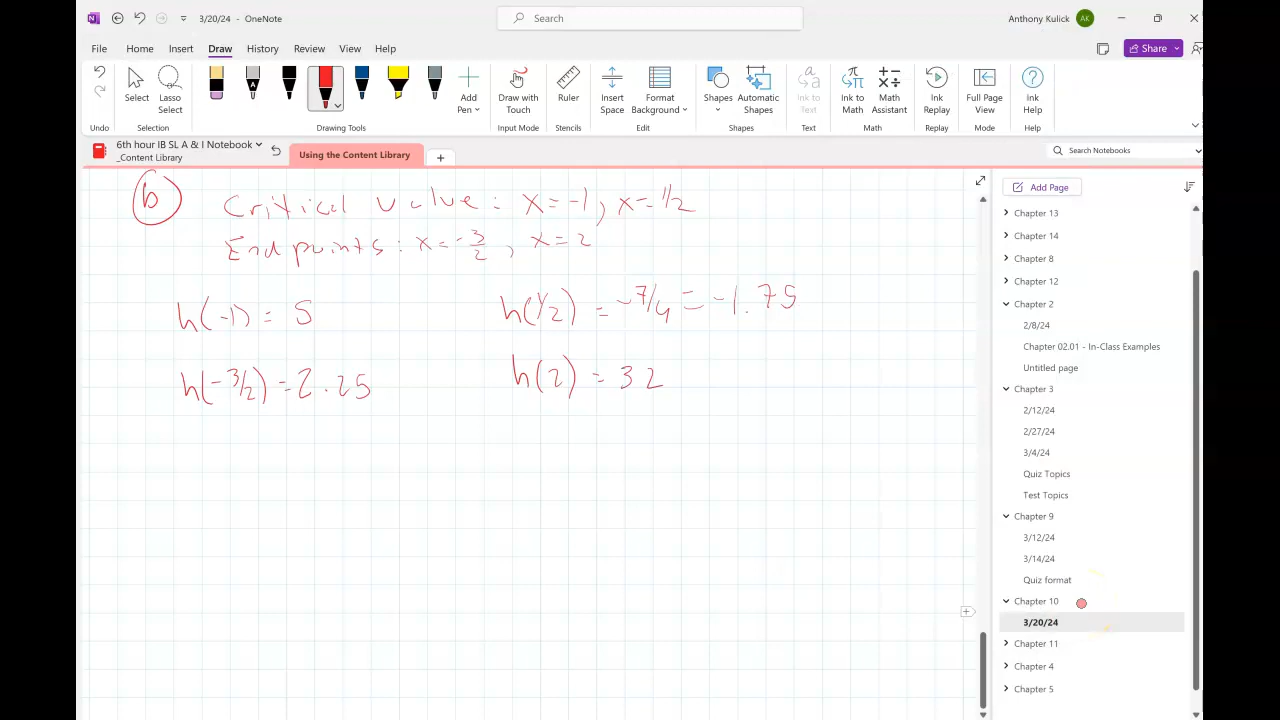 3/20/24 - OneNote
Search
Anthony Kulick AK
File Home Insert Draw History Review View Help
Share
Undo
Select
Lasso Select
Add Pen
Draw with Touch
Ruler
Insert Space
Format Background
Shapes
Automatic Shapes
Ink to Text
Ink to Math
Math Assistant
Ink Replay
Full Page View
Ink Help
Undo Selection Drawing Tools Input Mode Stencils Edit Shapes Text Math Replay Mode Help
6th hour IB SL A & I Notebook
_Content Library
Using the Content Library
Search Notebooks
Add Page
b
Critical value: x=-1, x=1/2
Endpoints: x=-3/2, x=2
h(-1)=5
h(1/2)=-7/4=-1.75
h(-3/2)=2.25
h(2)=32
Chapter 13
Chapter 14
Chapter 8
Chapter 12
Chapter 2
2/8/24
Chapter 02.01 - In-Class Examples
Untitled page
Chapter 3
2/12/24
2/27/24
3/4/24
Quiz Topics
Test Topics
Chapter 9
3/12/24
3/14/24
Quiz format
Chapter 10
3/20/24
Chapter 11
Chapter 4
Chapter 5